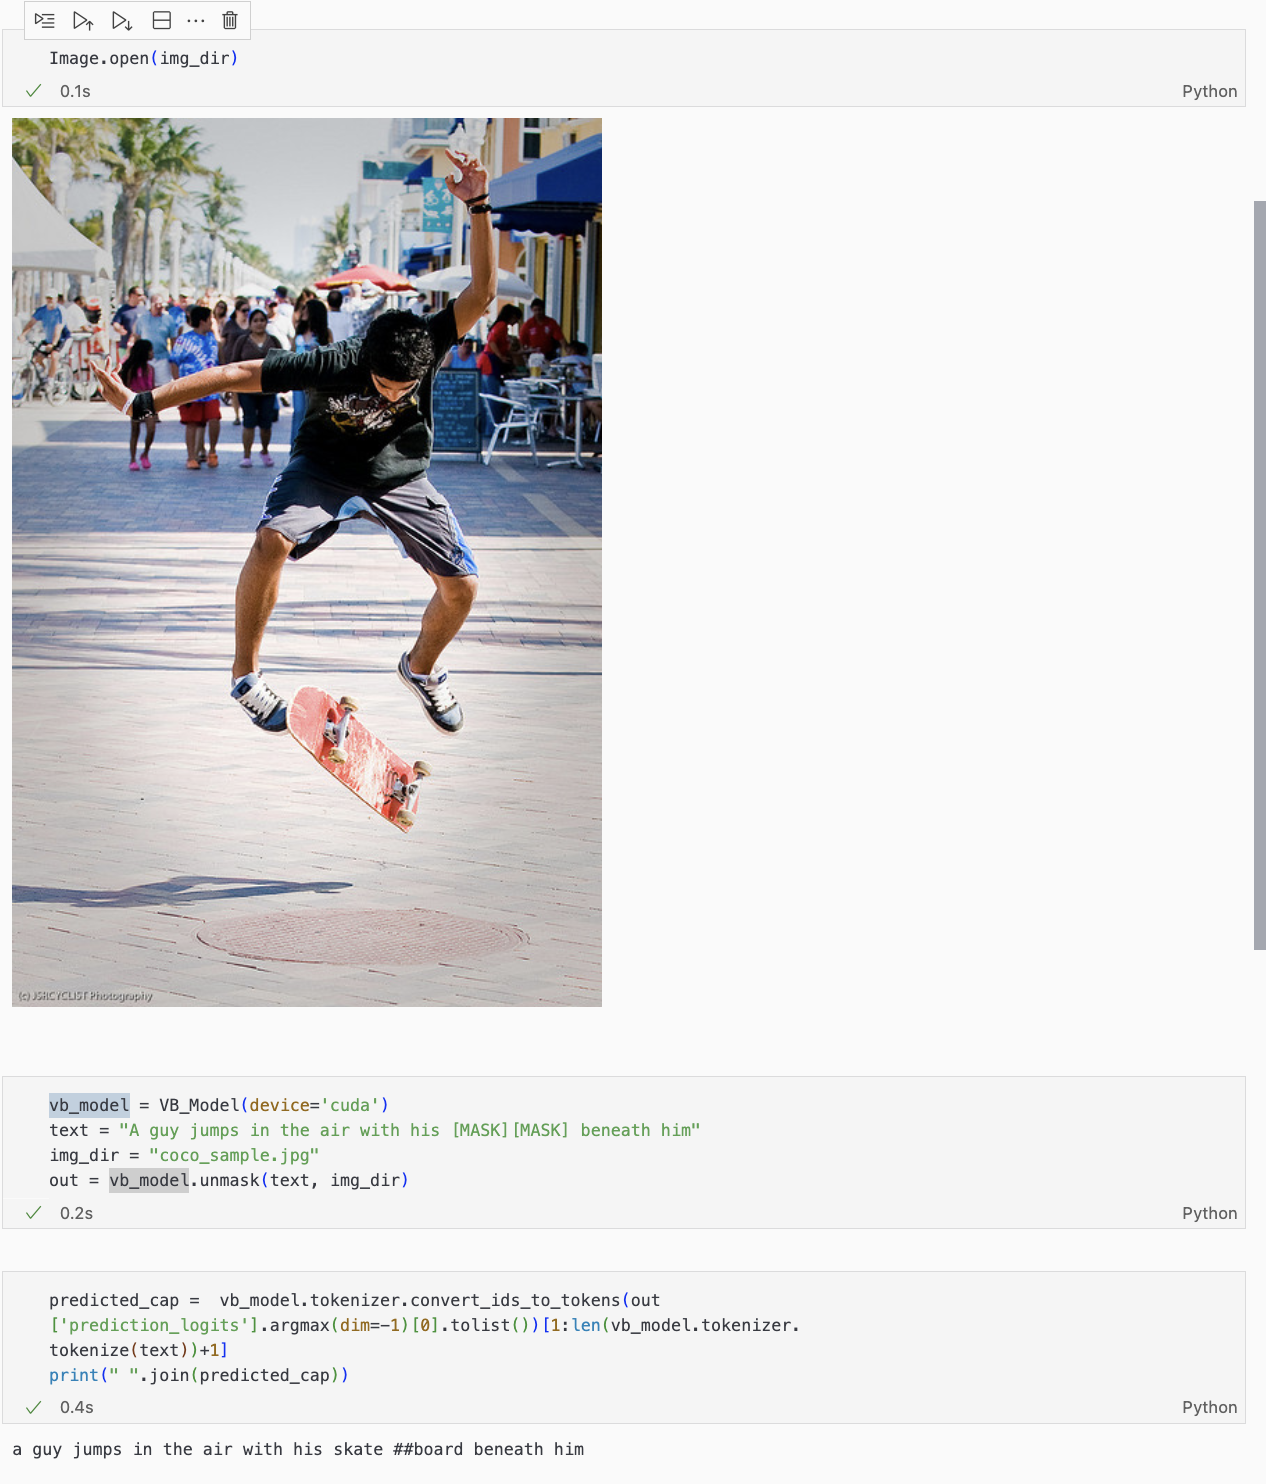 Image.open(img_dir)
0.1s
Python
(c) JSRCYCLIST Photography
vb_model = VB_Model(device='cuda')
text = "A guy jumps in the air with his [MASK][MASK] beneath him"
img_dir = "coco_sample.jpg"
out = vb_model.unmask(text, img_dir)
0.2s
Python
predicted_cap =  vb_model.tokenizer.convert_ids_to_tokens(out
['prediction_logits'].argmax(dim=-1)[0].tolist())[1:len(vb_model.tokenizer.
tokenize(text))+1]
print(" ".join(predicted_cap))
0.4s
Python
a guy jumps in the air with his skate ##board beneath him